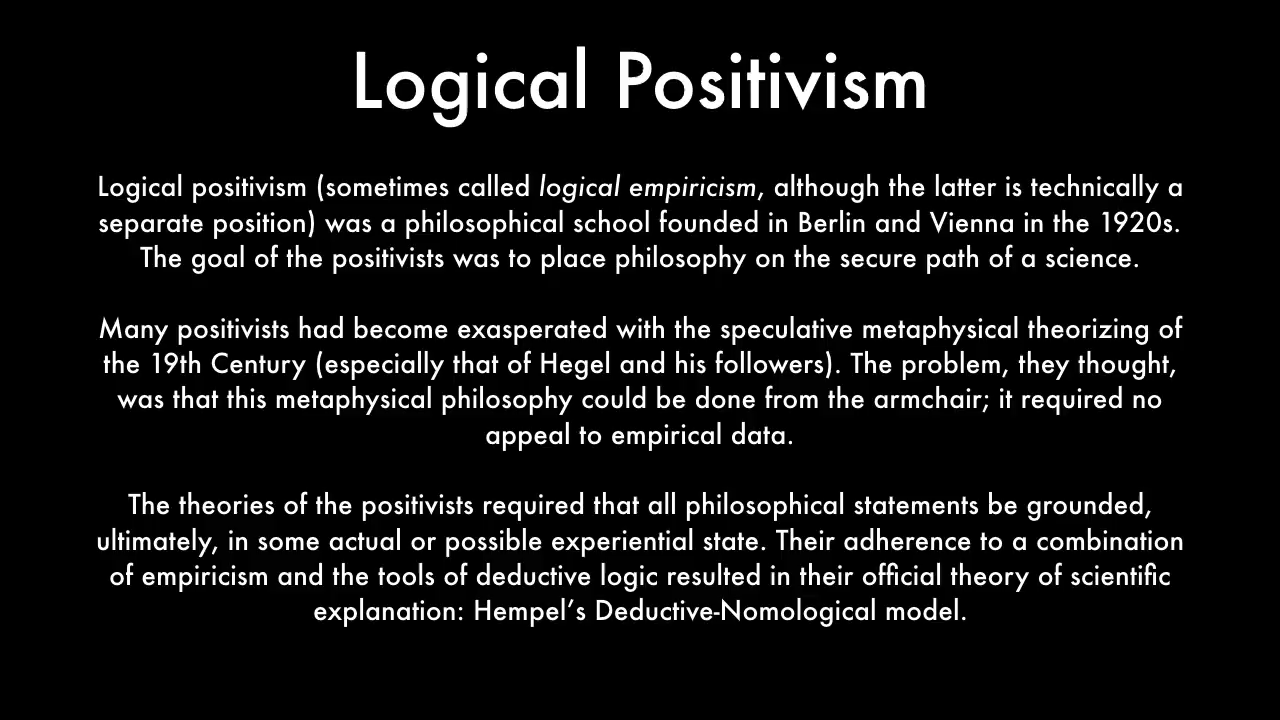 Logical Positivism
Logical positivism (sometimes called logical empiricism, although the latter is technically a
separate position) was a philosophical school founded in Berlin and Vienna in the 1920s.
The goal of the positivists was to place philosophy on the secure path of a science.
Many positivists had become exasperated with the speculative metaphysical theorizing of
the 19th Century (especially that of Hegel and his followers). The problem, they thought,
was that this metaphysical philosophy could be done from the armchair; it required no
appeal to empirical data.
The theories of the positivists required that all philosophical statements be grounded,
ultimately, in some actual or possible experiential state. Their adherence to a combination
of empiricism and the tools of deductive logic resulted in their official theory of scientific
explanation: Hempel’s Deductive-Nomological model.